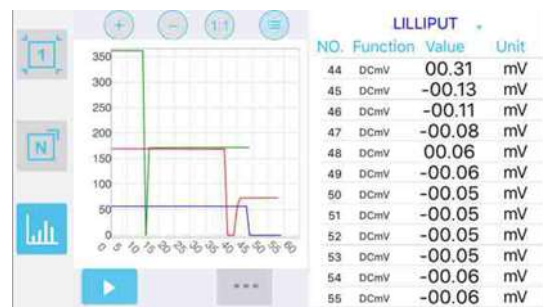 + − 1:1
LILLIPUT
NO. Function Value Unit
44 DCmV 00.31 mV
45 DCmV -00.13 mV
46 DCmV -00.11 mV
47 DCmV -00.08 mV
48 DCmV 00.06 mV
49 DCmV -00.06 mV
50 DCmV -00.05 mV
51 DCmV -00.05 mV
52 DCmV -00.05 mV
53 DCmV -00.05 mV
54 DCmV -00.06 mV
55 DCmV -00.06 mV
1
N
350
300
250
200
150
100
50
0
0 5 10 15 20 25 30 35 40 45 50 55 60